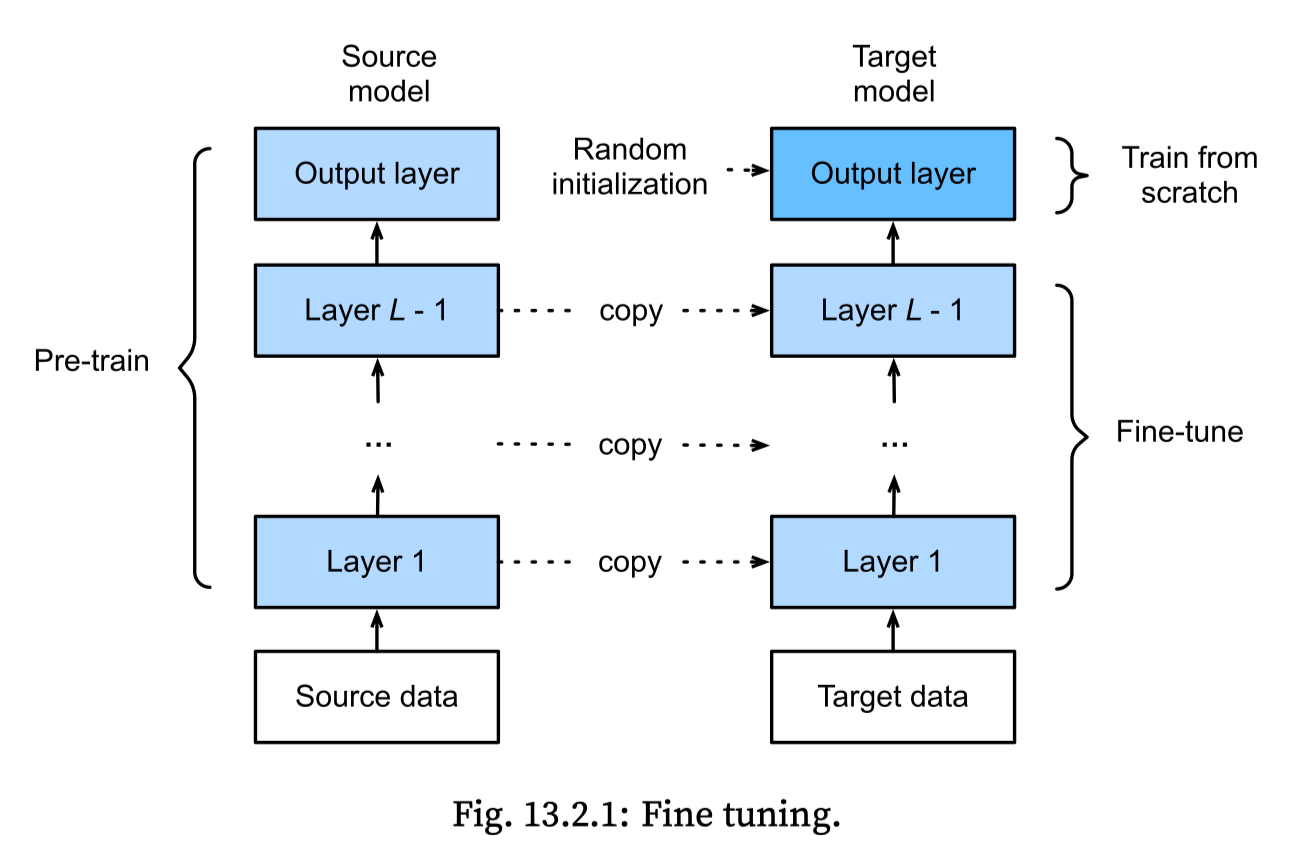 Source
model
Target
model
Output layer
Random
initialization
Output layer
Train from
scratch
Layer L - 1
copy
Layer L - 1
Pre-train
...
copy
...
Fine-tune
Layer 1
copy
Layer 1
Source data
Target data
Fig. 13.2.1: Fine tuning.